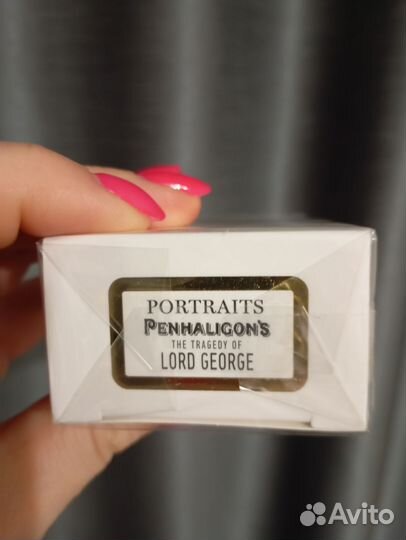 PORTRAITS
PENHALIGON'S
THE TRAGEDY OF
LORD GEORGE
Avito